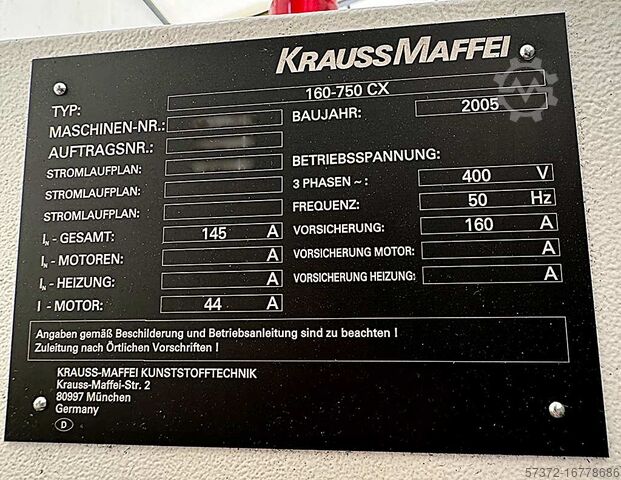 KRAUSSMAFFEI
TYP: 160-750 CX
MASCHINEN-NR.:
BAUJAHR: 2005
AUFTRAGSNR.:
STROMLAUFPLAN:
BETRIEBSSPANNUNG:
STROMLAUFPLAN:
3 PHASEN ~ : 400 V
STROMLAUFPLAN:
FREQUENZ: 50 Hz
IN - GESAMT: 145 A
VORSICHERUNG: 160 A
IN - MOTOREN: A
VORSICHERUNG MOTOR: A
IN - HEIZUNG: A
VORSICHERUNG HEIZUNG: A
I - MOTOR: 44 A
Angaben gemäß Beschilderung und Betriebsanleitung sind zu beachten !
Zuleitung nach Örtlichen Vorschriften !
KRAUSS-MAFFEI KUNSTSTOFFTECHNIK
Krauss-Maffei-Str. 2
80997 München
Germany
D
57372-16778686